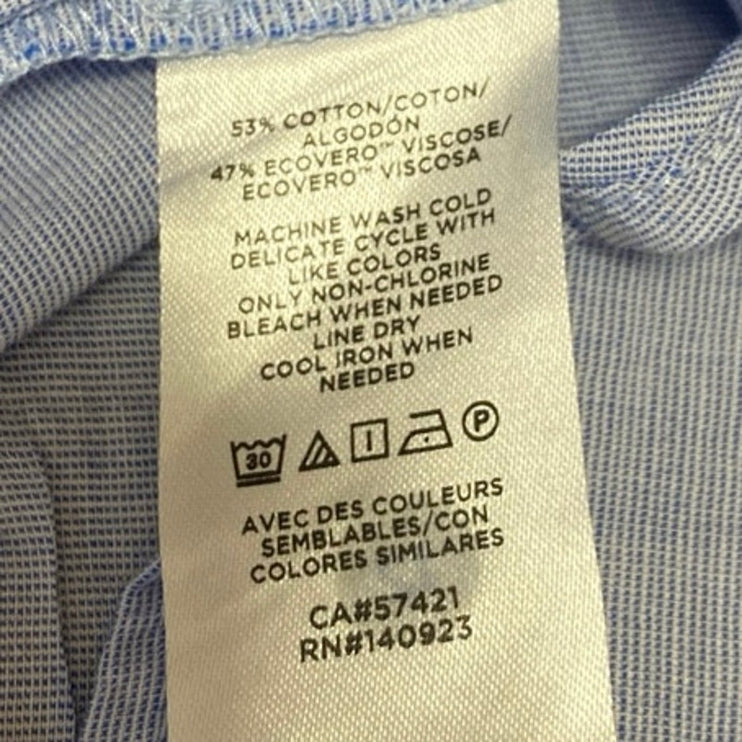 53% COTTON/COTON/
ALGODÓN
47% ECOVERO™ VISCOSE/
ECOVERO™ VISCOSA
MACHINE WASH COLD
DELICATE CYCLE WITH
LIKE COLORS
ONLY NON-CHLORINE
BLEACH WHEN NEEDED
LINE DRY
COOL IRON WHEN
NEEDED
30 P
AVEC DES COULEURS
SEMBLABLES/CON
COLORES SIMILARES
CA#57421
RN#140923